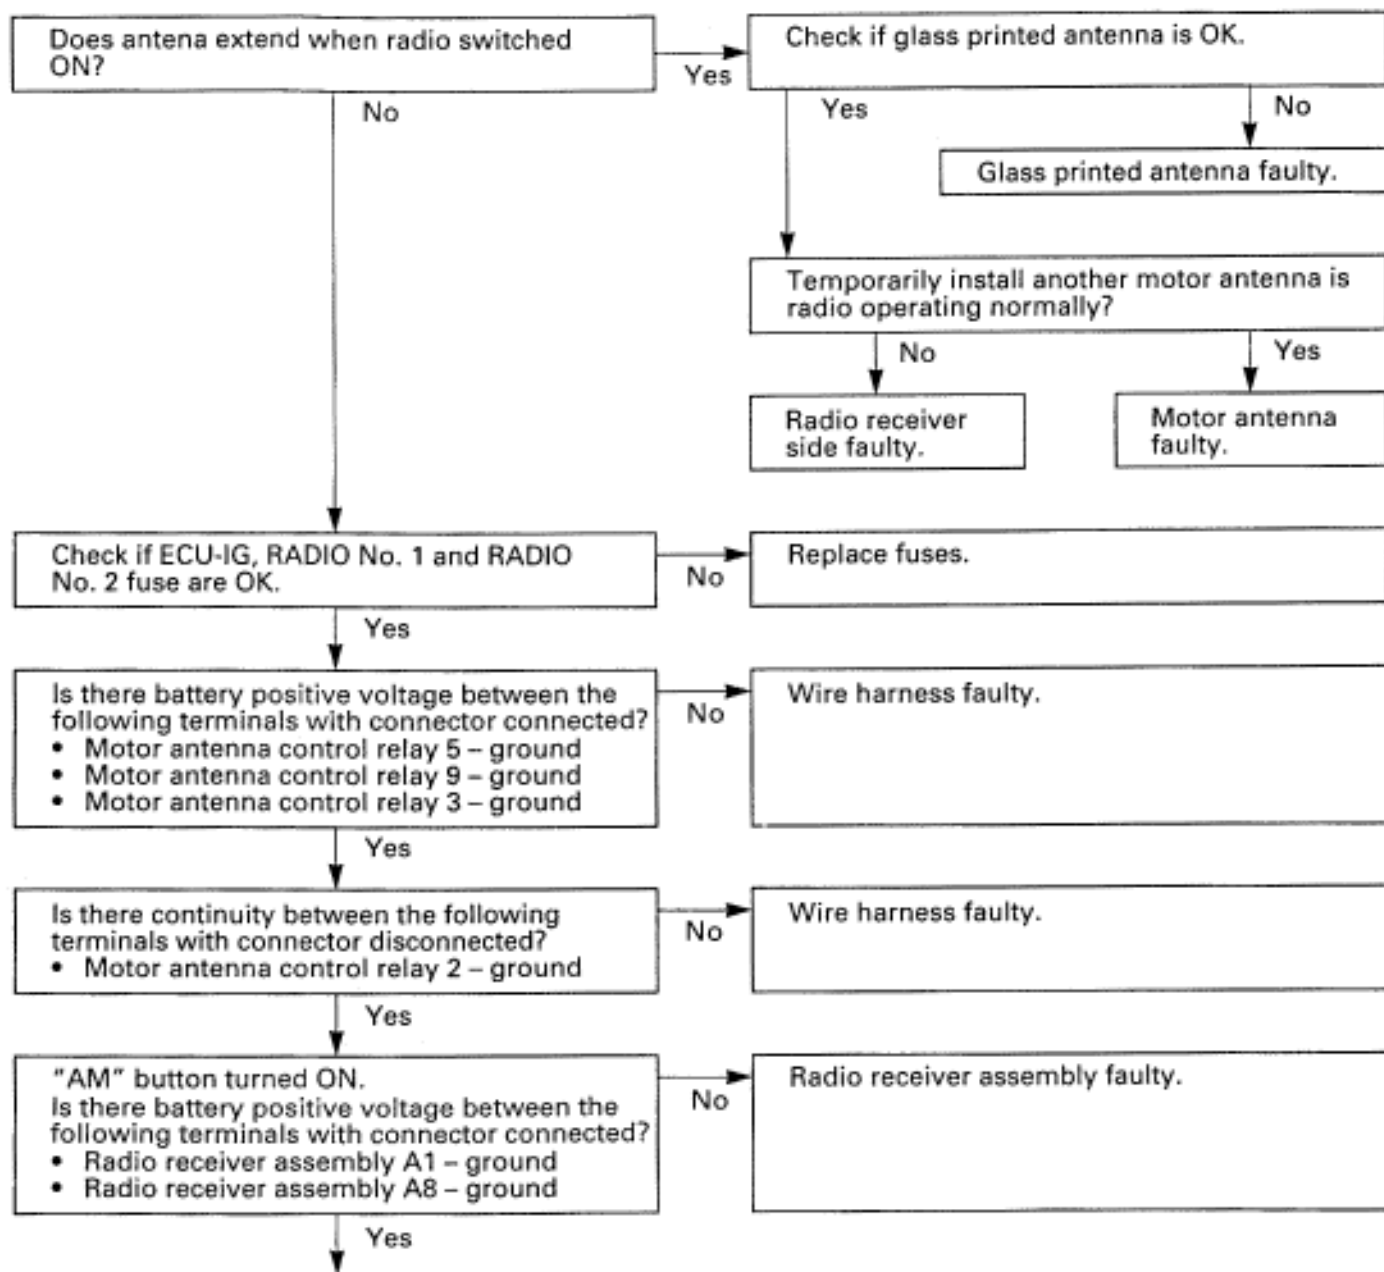 Does antena extend when radio switched
ON?
Yes
No
Check if glass printed antenna is OK.
Yes
No
Glass printed antenna faulty.
Temporarily install another motor antenna is
radio operating normally?
No
Yes
Radio receiver
side faulty.
Motor antenna
faulty.
Check if ECU-IG, RADIO No. 1 and RADIO
No. 2 fuse are OK.
No
Replace fuses.
Yes
Is there battery positive voltage between the
following terminals with connector connected?
• Motor antenna control relay 5 – ground
• Motor antenna control relay 9 – ground
• Motor antenna control relay 3 – ground
No
Wire harness faulty.
Yes
Is there continuity between the following
terminals with connector disconnected?
• Motor antenna control relay 2 – ground
No
Wire harness faulty.
Yes
"AM" button turned ON.
Is there battery positive voltage between the
following terminals with connector connected?
• Radio receiver assembly A1 – ground
• Radio receiver assembly A8 – ground
No
Radio receiver assembly faulty.
Yes